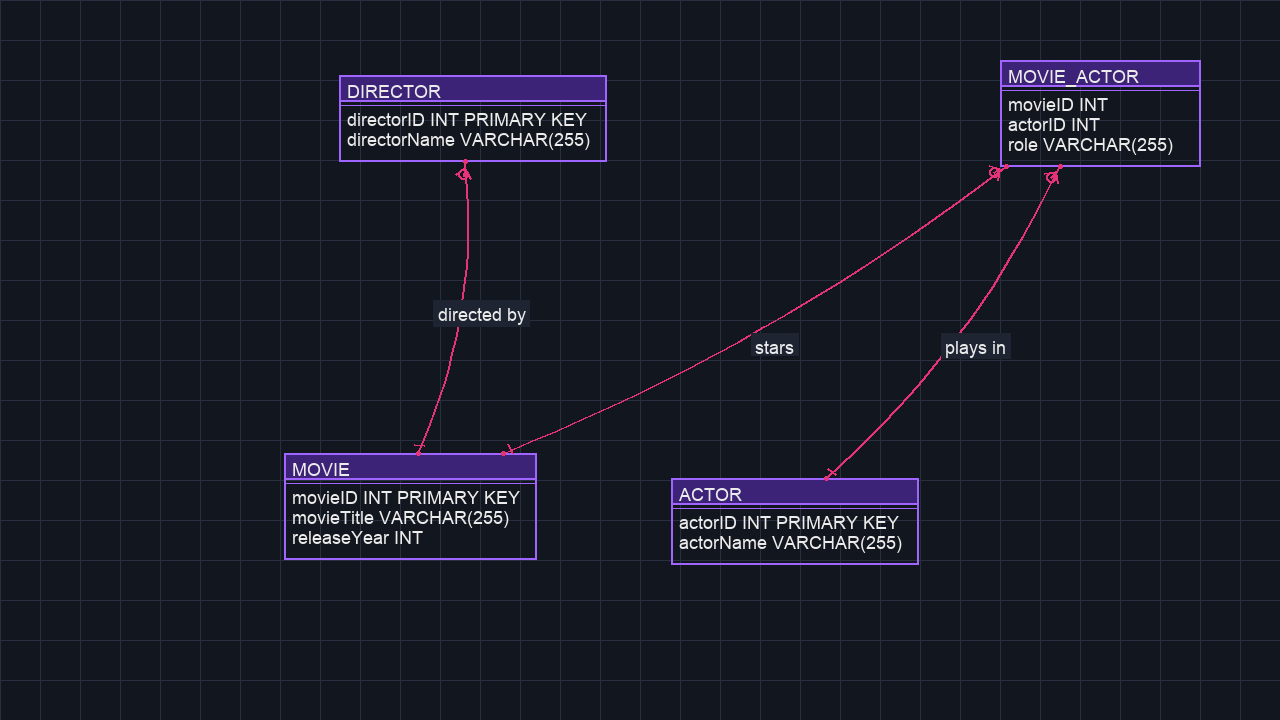 DIRECTOR
directorID INT PRIMARY KEY
directorName VARCHAR(255)
MOVIE_ACTOR
movieID INT
actorID INT
role VARCHAR(255)
directed by
stars
plays in
MOVIE
movieID INT PRIMARY KEY
movieTitle VARCHAR(255)
releaseYear INT
ACTOR
actorID INT PRIMARY KEY
actorName VARCHAR(255)